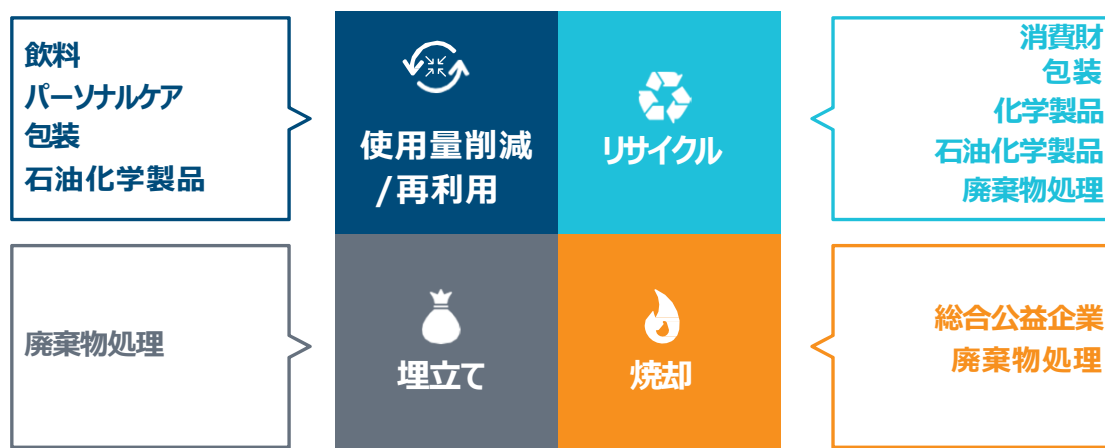 飲料
パーソナルケア
包装
石油化学製品
使用量削減
/再利用
リサイクル
消費財
包装
化学製品
石油化学製品
廃棄物処理
廃棄物処理
埋立て
焼却
総合公益企業
廃棄物処理